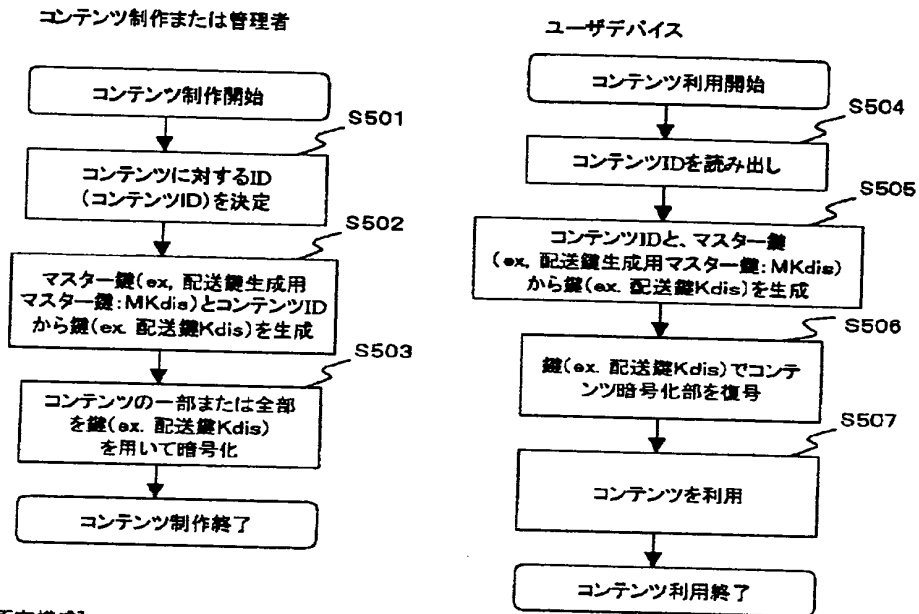 コンテンツ制作または管理者
コンテンツ制作開始
S501
コンテンツに対するID
（コンテンツID）を決定
S502
マスター鍵(ex, 配送鍵生成用
マスター鍵:MKdis)とコンテンツID
から鍵(ex. 配送鍵Kdis)を生成
S503
コンテンツの一部または全部
を鍵(ex. 配送鍵Kdis)
を用いて暗号化
コンテンツ制作終了
ユーザデバイス
コンテンツ利用開始
S504
コンテンツIDを読み出し
S505
コンテンツIDと、マスター鍵
(ex, 配送鍵生成用マスター鍵:MKdis)
から鍵(ex. 配送鍵Kdis)を生成
S506
鍵(ex. 配送鍵Kdis)でコンテ
ンツ暗号化部を復号
S507
コンテンツを利用
コンテンツ利用終了